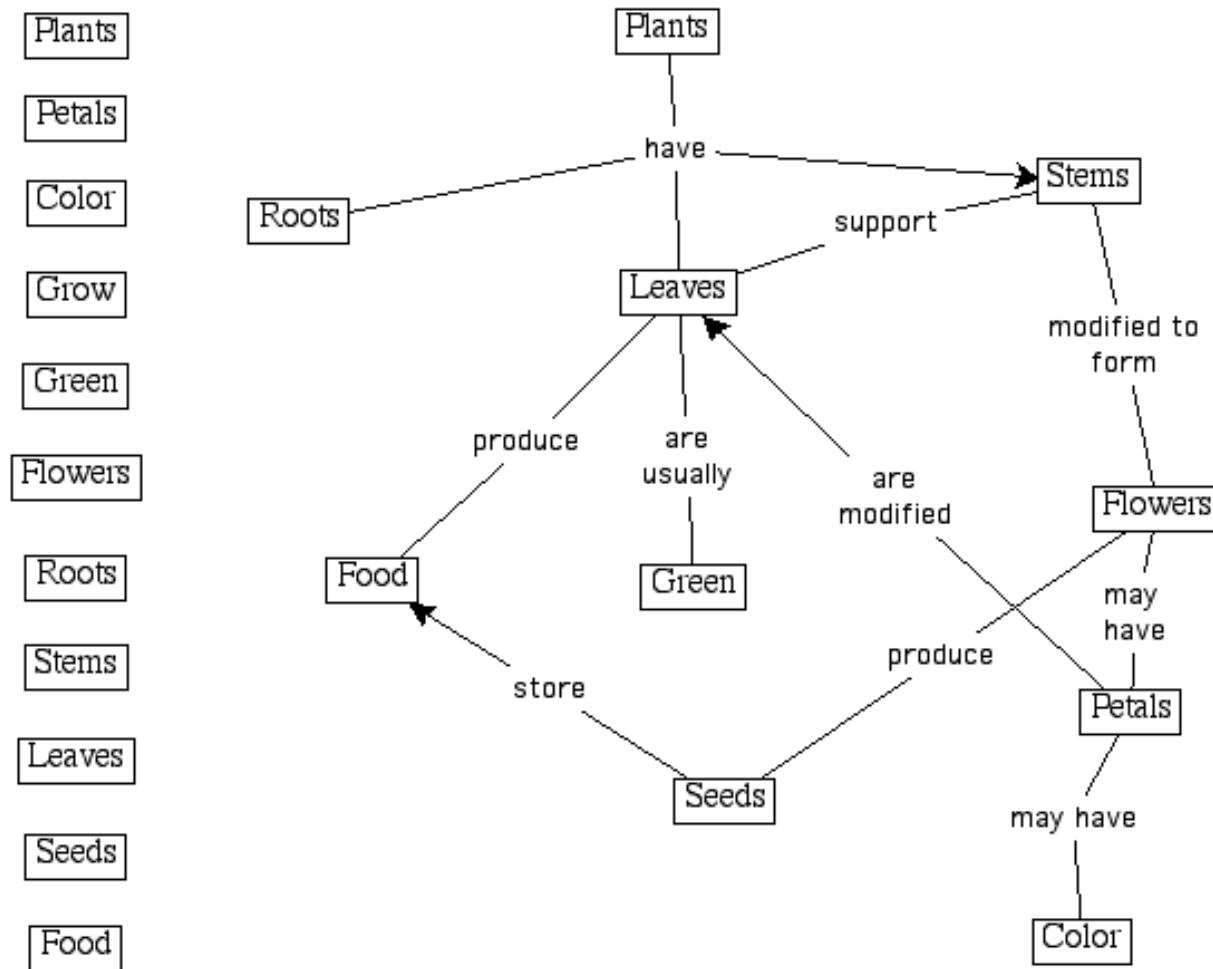 Plants
Petals
Color
Grow
Green
Flowers
Roots
Stems
Leaves
Seeds
Food
Plants
have
Stems
Roots
support
Leaves
modified to
form
produce
are
usually
are
modified
Flowers
Food
Green
may
have
produce
store
Petals
Seeds
may have
Color